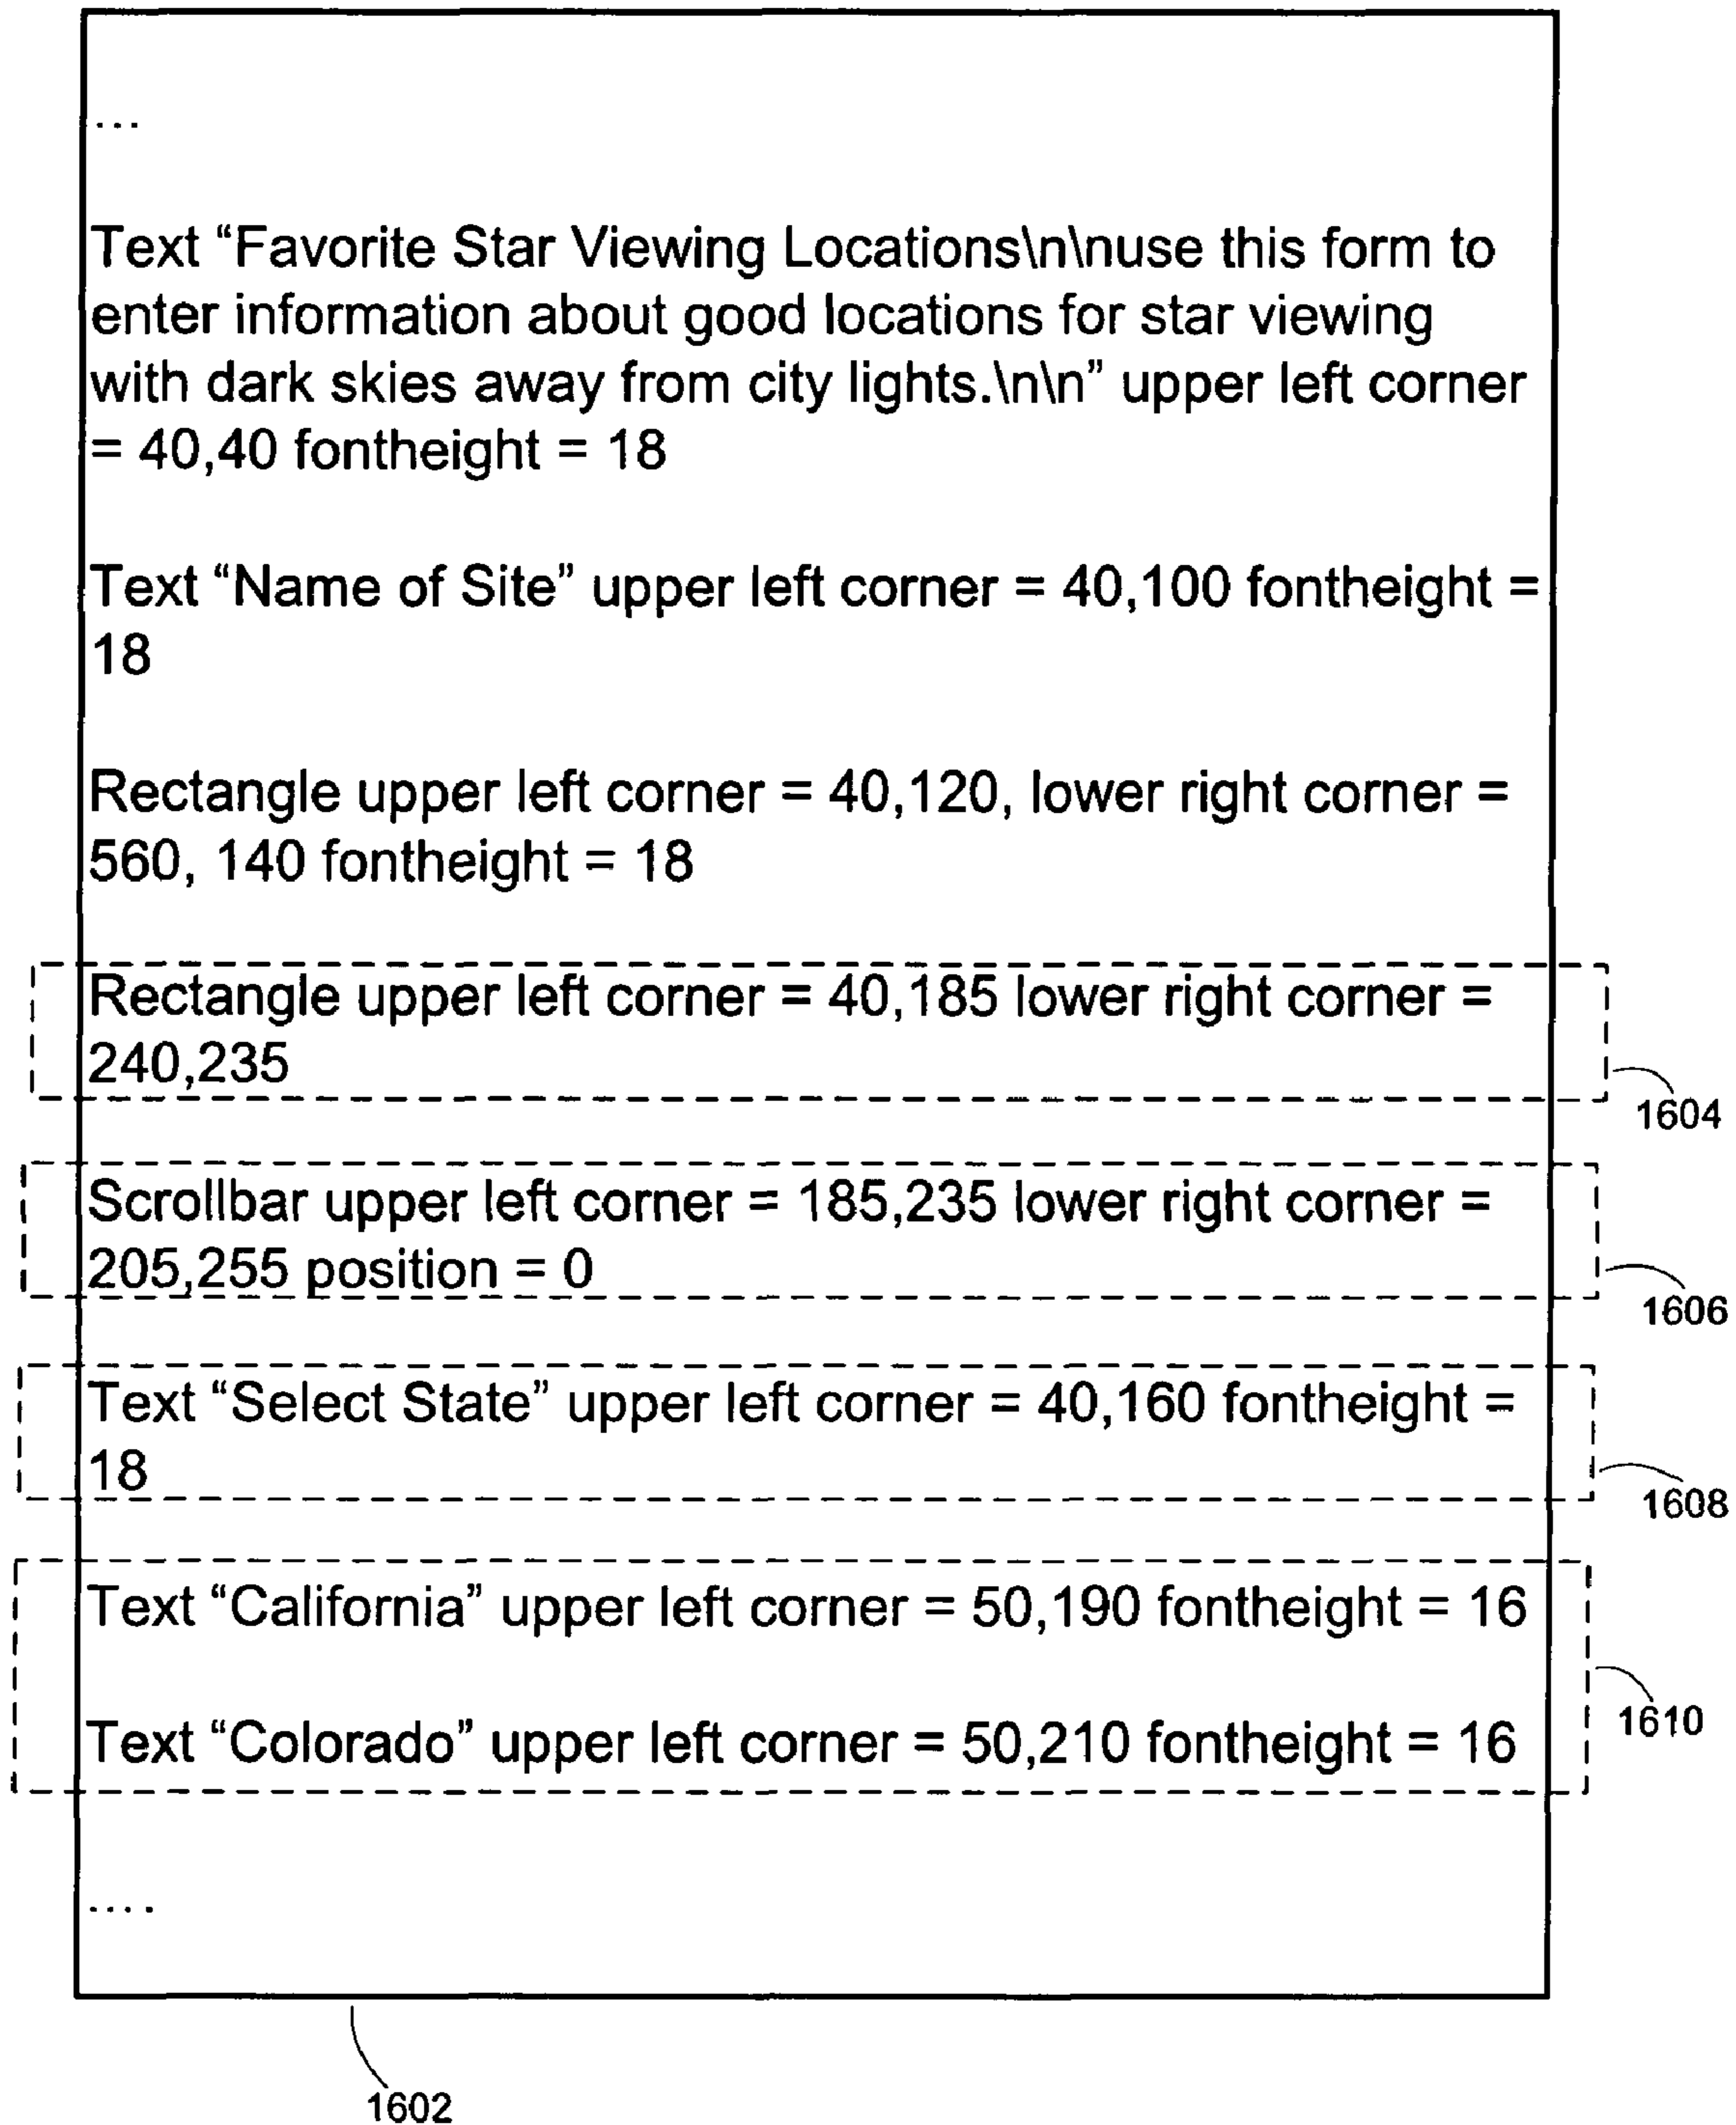 ...
Text “Favorite Star Viewing Locations\n\nuse this form to
enter information about good locations for star viewing
with dark skies away from city lights.\n\n” upper left corner
= 40,40 fontheight = 18
Text “Name of Site” upper left corner = 40,100 fontheight =
18
Rectangle upper left corner = 40,120, lower right corner =
560, 140 fontheight = 18
Rectangle upper left corner = 40,185 lower right corner =
240,235
1604
Scrollbar upper left corner = 185,235 lower right corner =
205,255 position = 0
1606
Text “Select State” upper left corner = 40,160 fontheight =
18
1608
Text “California” upper left corner = 50,190 fontheight = 16
Text “Colorado” upper left corner = 50,210 fontheight = 16
1610
....
1602